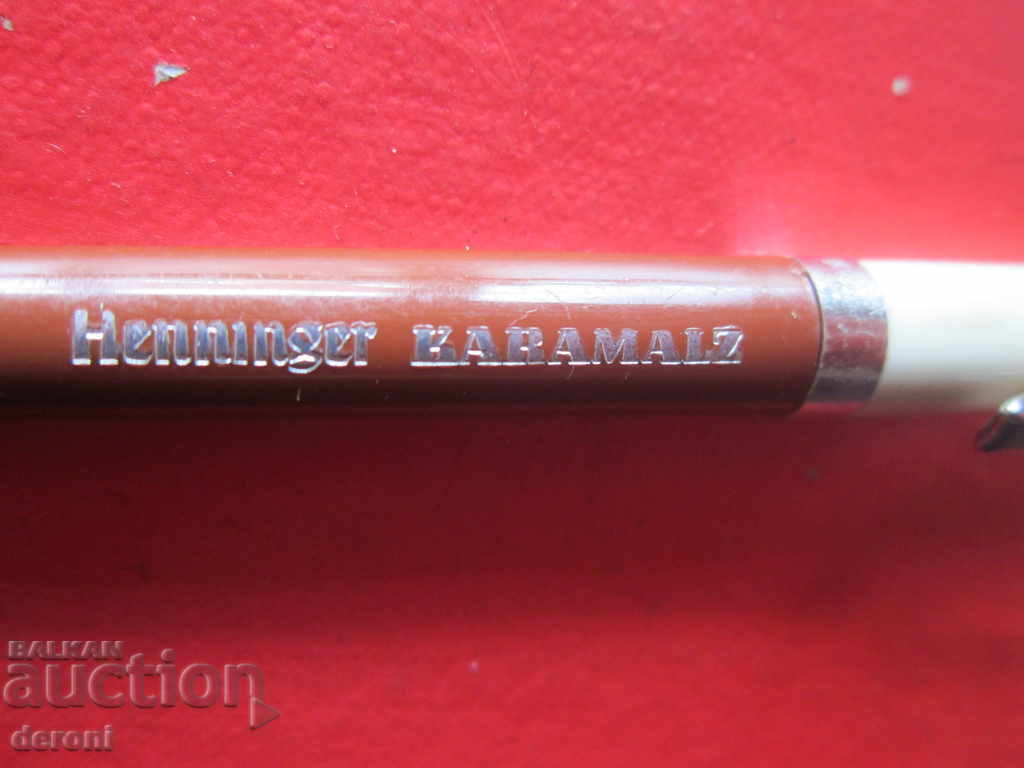 Henninger KARAMALZ
BALKAN
auction
deroni